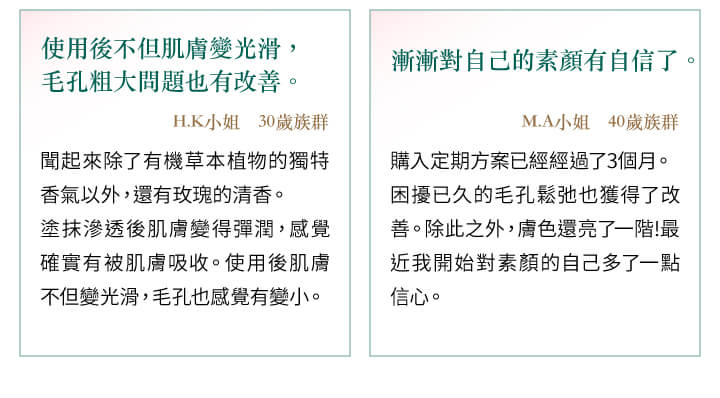 使用後不但肌膚變光滑，
毛孔粗大問題也有改善。
H.K小姐　30歲族群
聞起來除了有機草本植物的獨特
香氣以外，還有玫瑰的清香。
塗抹滲透後肌膚變得彈潤，感覺
確實有被肌膚吸收。使用後肌膚
不但變光滑，毛孔也感覺有變小。
漸漸對自己的素顏有自信了。
M.A小姐　40歲族群
購入定期方案已經經過了3個月。
困擾已久的毛孔鬆弛也獲得了改
善。除此之外，膚色還亮了一階!最
近我開始對素顏的自己多了一點
信心。